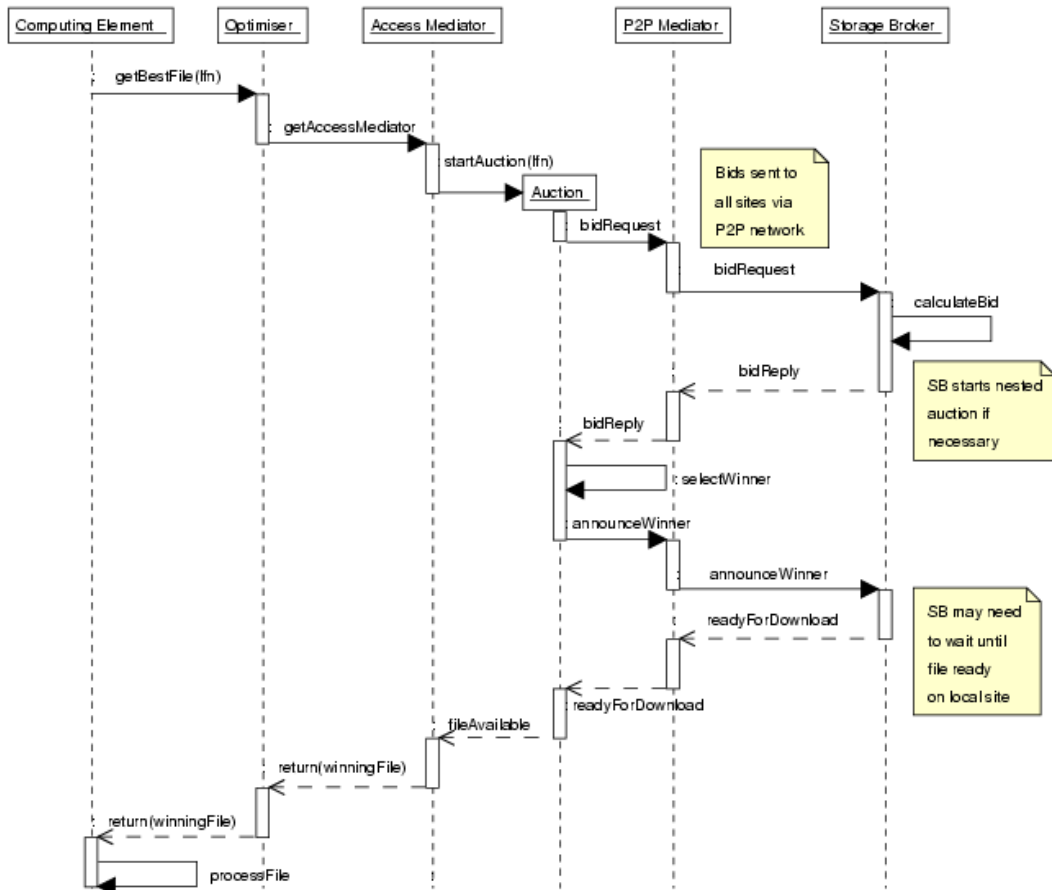 Computing Element
Optimiser
Access Mediator
P2P Mediator
Storage Broker
: getBestFile(lfn)
: getAccessMediator
: startAuction(lfn)
Auction
Bids sent to
all sites via
P2P network
: bidRequest
: bidRequest
: calculateBid
: bidReply
SB starts nested
auction if
necessary
: bidReply
: selectWinner
: announceWinner
: announceWinner
SB may need
to wait until
file ready
on local site
: readyForDownload
: readyForDownload
: fileAvailable
: return(winningFile)
: return(winningFile)
processFile